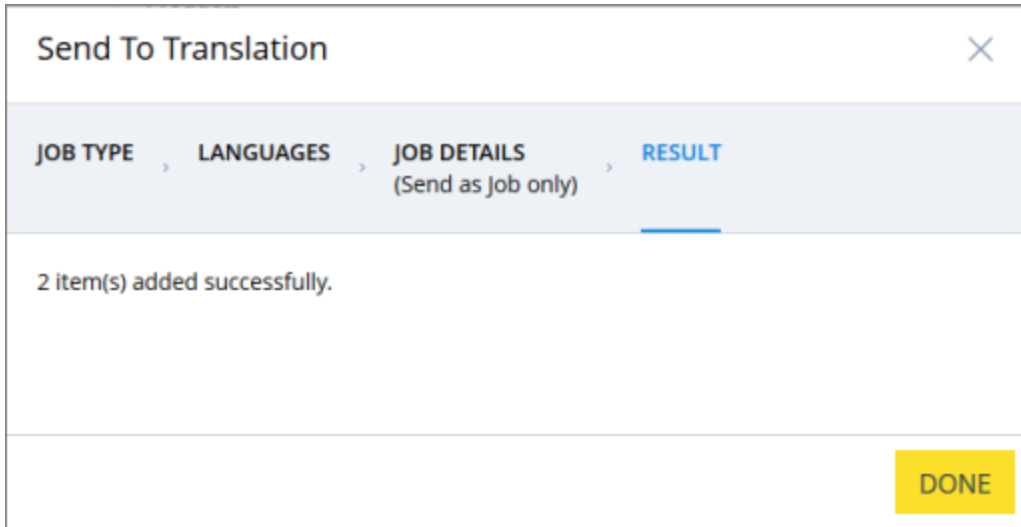 Send To Translation
JOB TYPE › LANGUAGES › JOB DETAILS › RESULT
(Send as Job only)
2 item(s) added successfully.
DONE